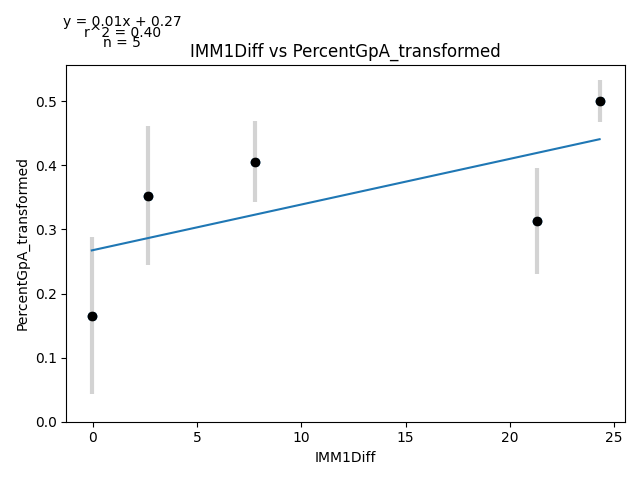 y = 0.01x + 0.27
r^2 = 0.40
n = 5
IMM1Diff vs PercentGpA_transformed
PercentGpA_transformed
0.5
0.4
0.3
0.2
0.1
0.0
0
5
10
15
20
25
IMM1Diff